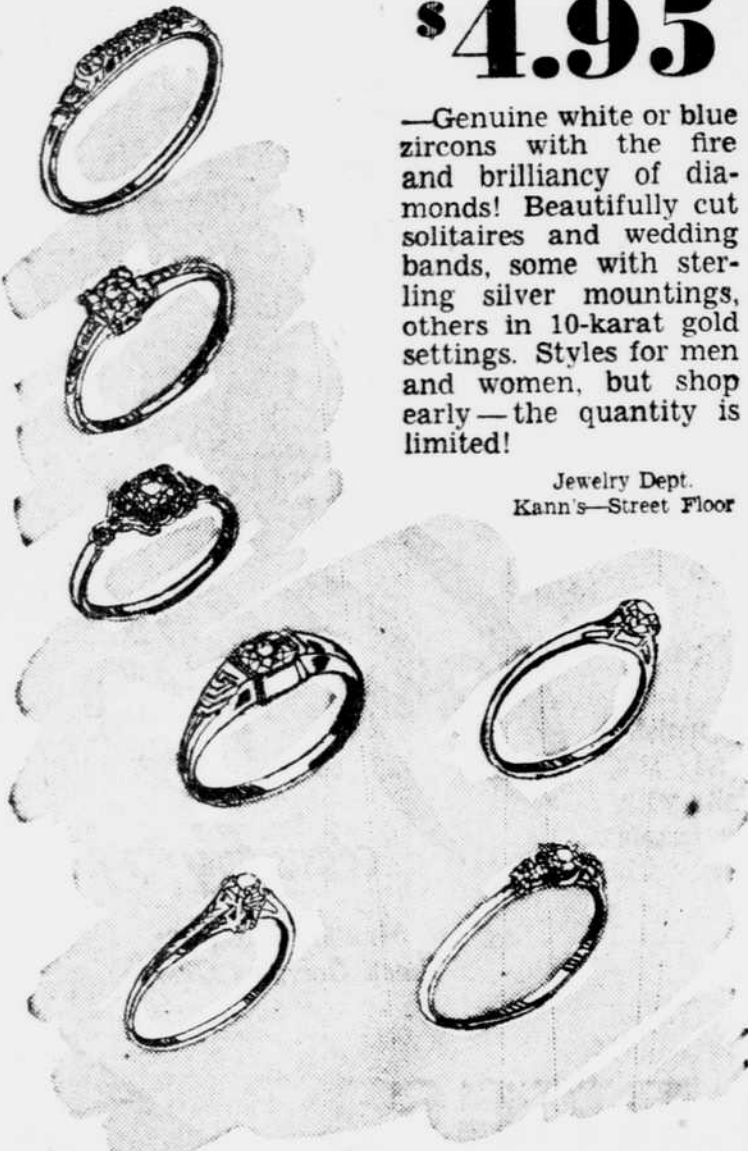 $4.95
—Genuine white or blue
zircons with the fire
and brilliancy of dia-
monds! Beautifully cut
solitaires and wedding
bands, some with ster-
ling silver mountings,
others in 10-karat gold
settings. Styles for men
and women, but shop
early—the quantity is
limited!
Jewelry Dept.
Kann's—Street Floor